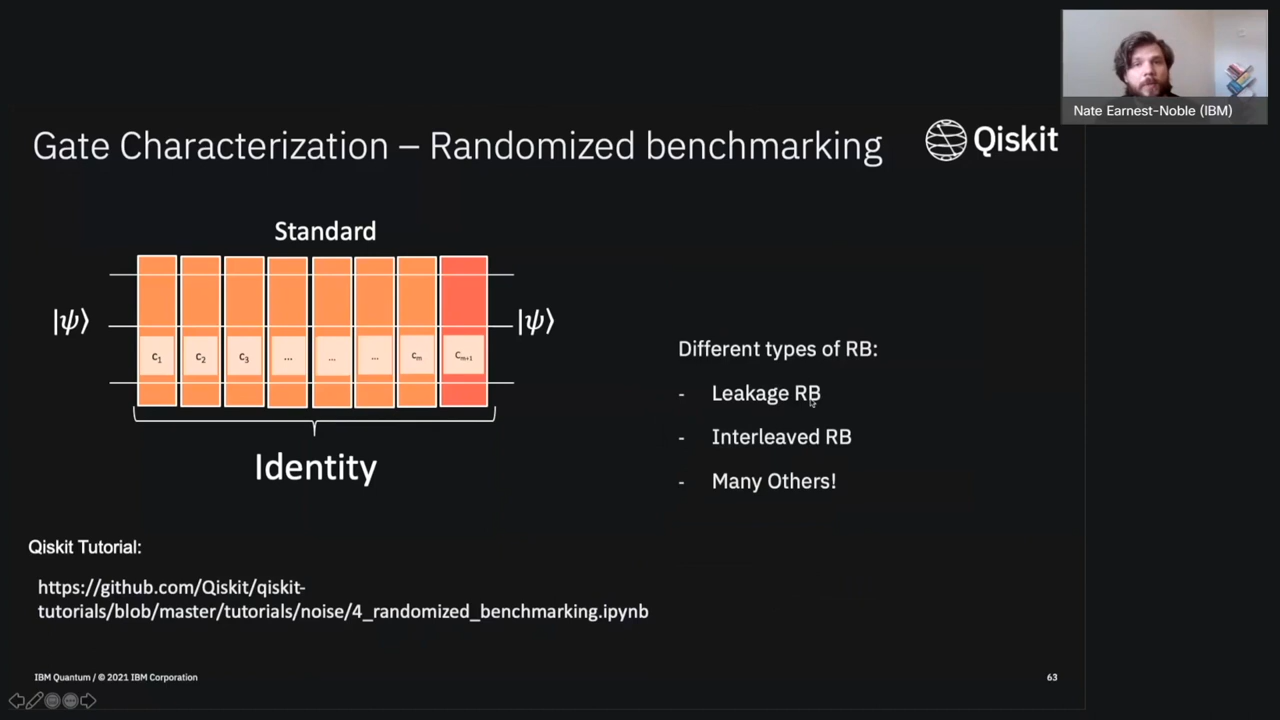 Nate Earnest-Noble (IBM)
Gate Characterization – Randomized benchmarking
Qiskit
Standard
|ψ⟩
c1 c2 c3 ... ... ... cm Cm+1
|ψ⟩
Identity
Different types of RB:
- Leakage RB
- Interleaved RB
- Many Others!
Qiskit Tutorial:
https://github.com/Qiskit/qiskit-
tutorials/blob/master/tutorials/noise/4_randomized_benchmarking.ipynb
IBM Quantum / © 2021 IBM Corporation
63